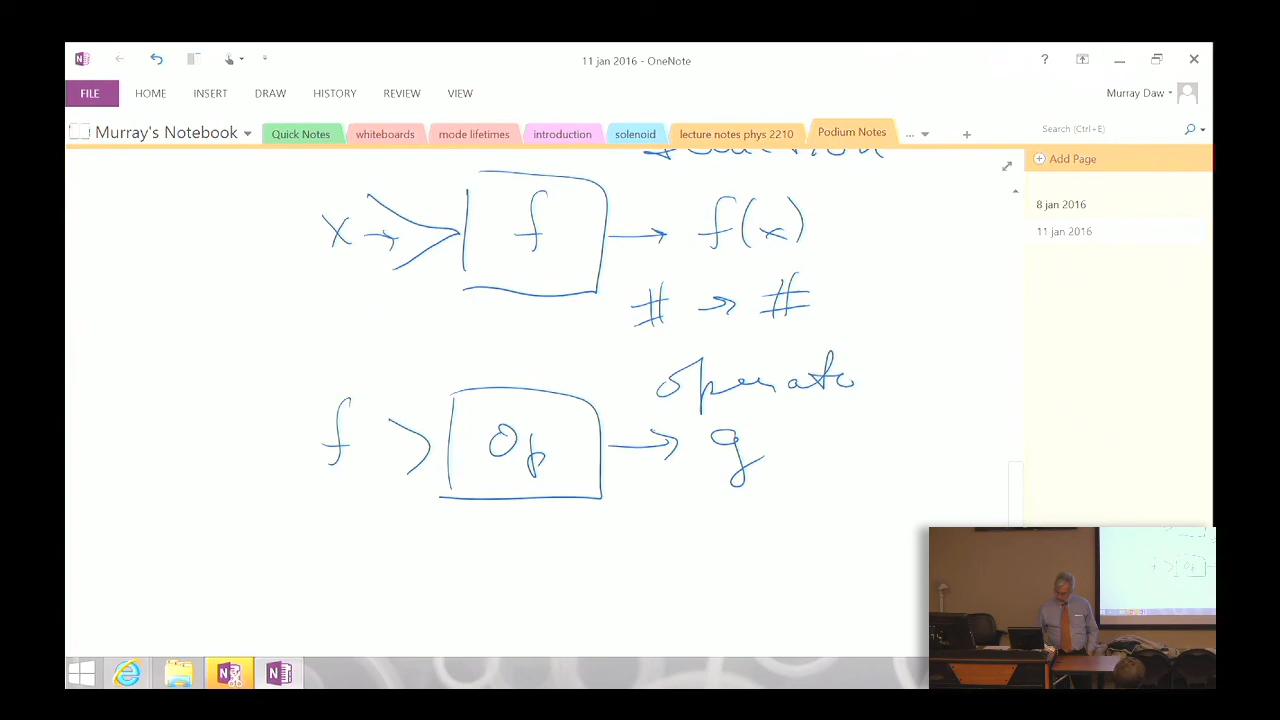 11 jan 2016 - OneNote
?
FILE HOME INSERT DRAW HISTORY REVIEW VIEW
Murray Daw
Murray's Notebook Quick Notes whiteboards mode lifetimes introduction solenoid lecture notes phys 2210 Podium Notes ... +
Search (Ctrl+E)
Add Page
8 jan 2016
11 jan 2016
x → f → f(x)
# → #
operato
f > Op → g